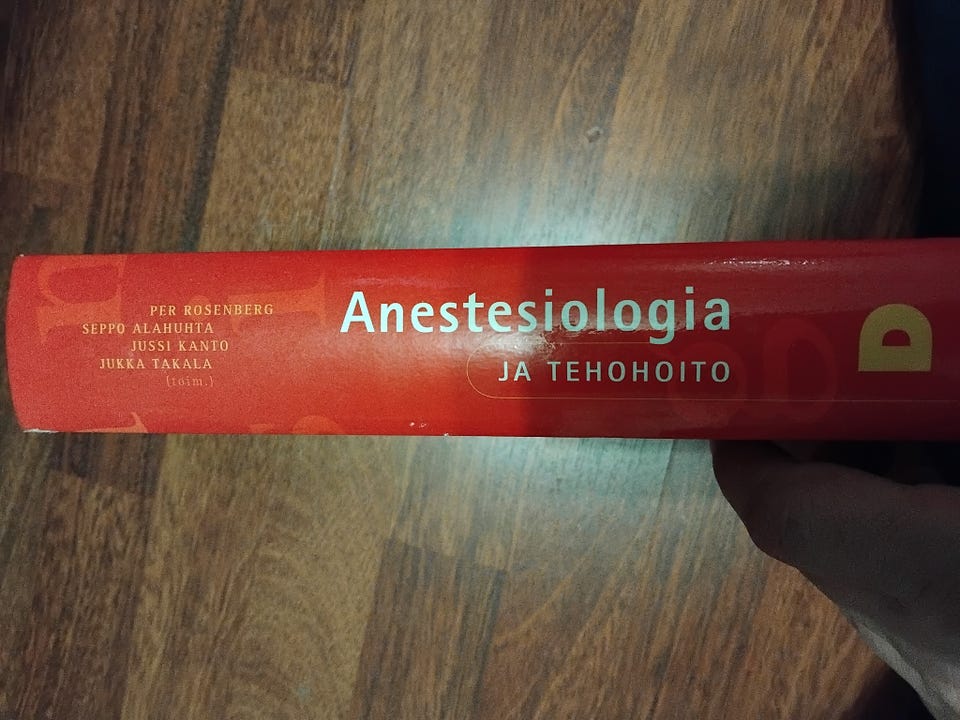 PER ROSENBERG
SEPPO ALAHUHTA
JUSSI KANTO
JUKKA TAKALA
(toim.)
Anestesiologia
JA TEHOHOITO
D